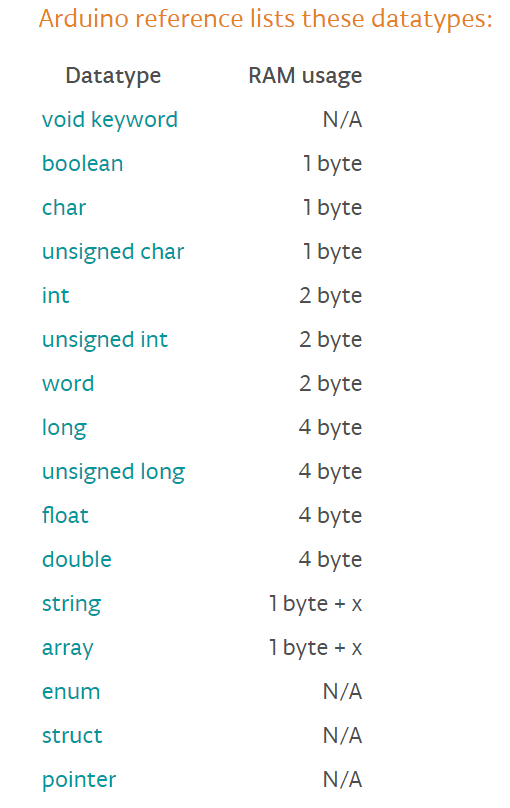 Arduino reference lists these datatypes:
Datatype RAM usage
void keyword N/A
boolean 1 byte
char 1 byte
unsigned char 1 byte
int 2 byte
unsigned int 2 byte
word 2 byte
long 4 byte
unsigned long 4 byte
float 4 byte
double 4 byte
string 1 byte + x
array 1 byte + x
enum N/A
struct N/A
pointer N/A